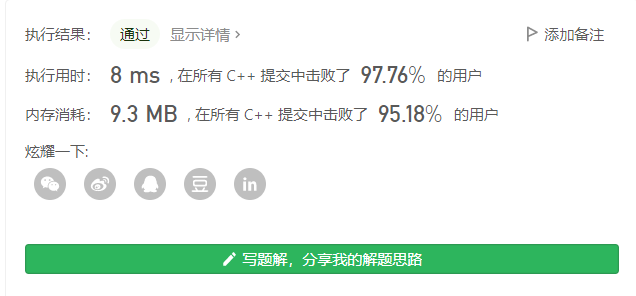 执行结果： 通过 显示详情 > 添加备注
执行用时： 8 ms , 在所有 C++ 提交中击败了 97.76% 的用户
内存消耗： 9.3 MB , 在所有 C++ 提交中击败了 95.18% 的用户
炫耀一下:
豆 in
写题解，分享我的解题思路